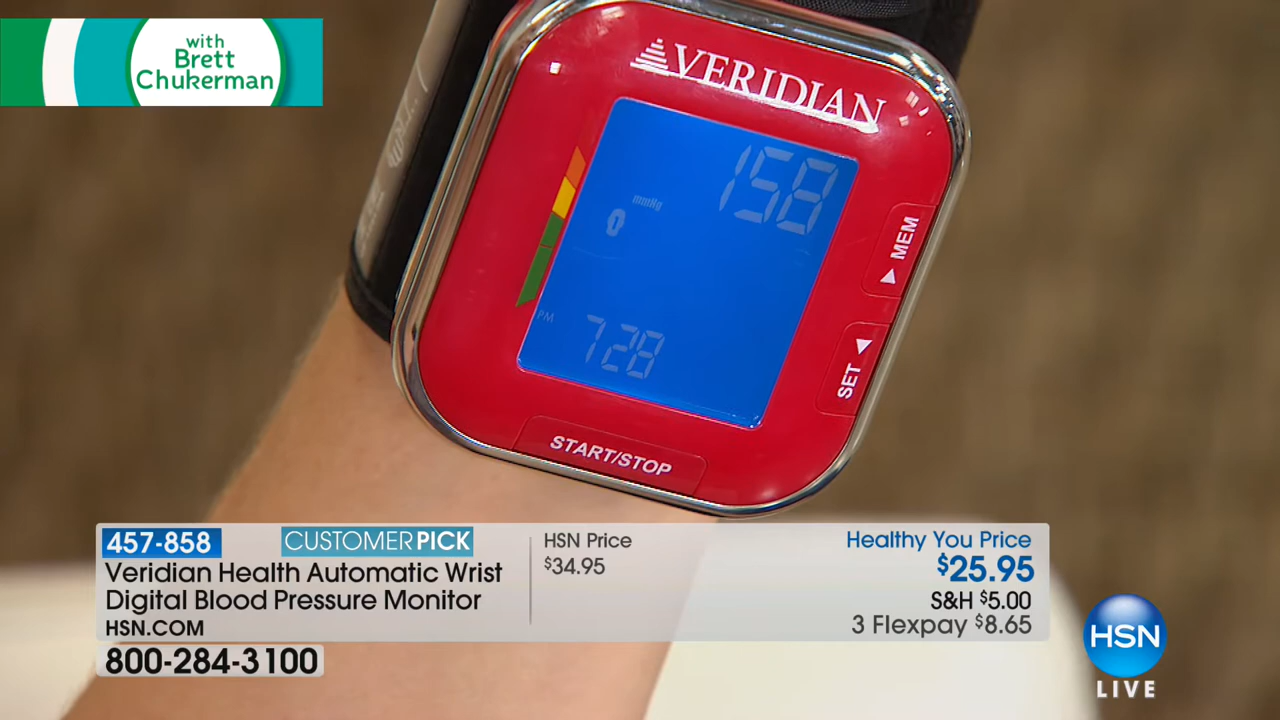 with
Brett
Chukerman
VERIDIAN
158
mmHg
0
PM
728
MEM
SET
START/STOP
457-858
CUSTOMERPICK
Veridian Health Automatic Wrist
Digital Blood Pressure Monitor
HSN.COM
800-284-3100
HSN Price
$34.95
Healthy You Price
$25.95
S&H $5.00
3 Flexpay $8.65
HSN
LIVE